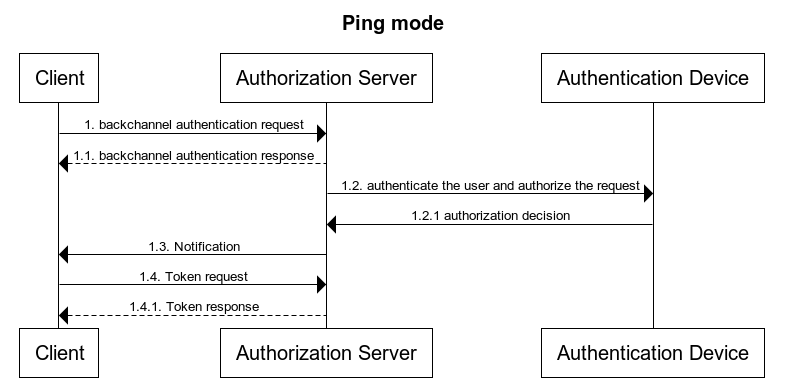 Ping mode
Client
Authorization Server
Authentication Device
1. backchannel authentication request
1.1. backchannel authentication response
1.2. authenticate the user and authorize the request
1.2.1 authorization decision
1.3. Notification
1.4. Token request
1.4.1. Token response
Client
Authorization Server
Authentication Device